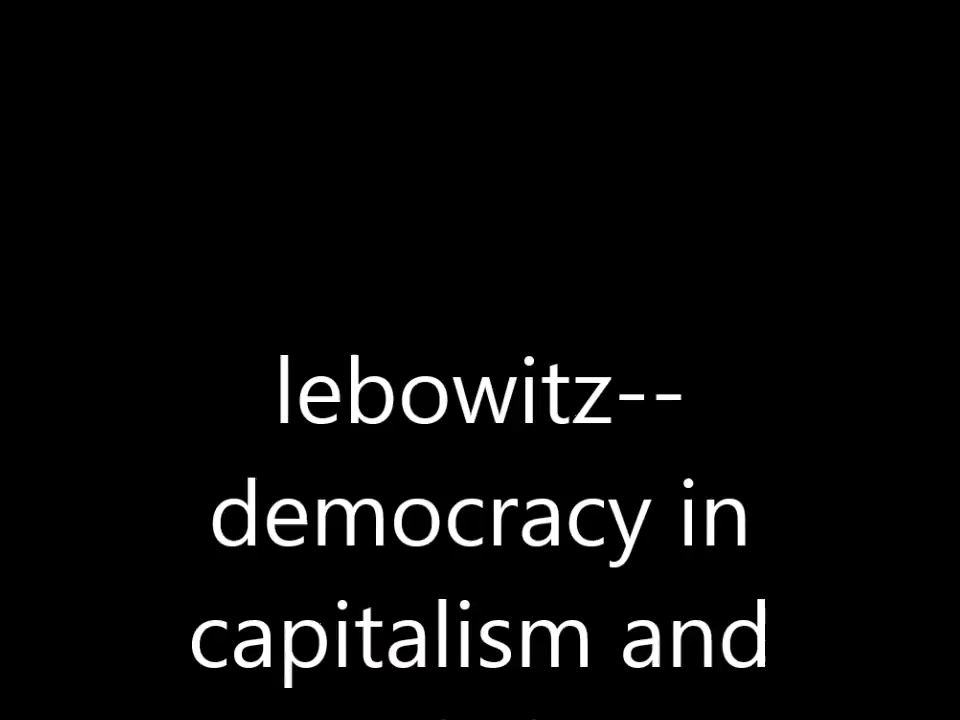 lebowitz--
democracy in
capitalism and